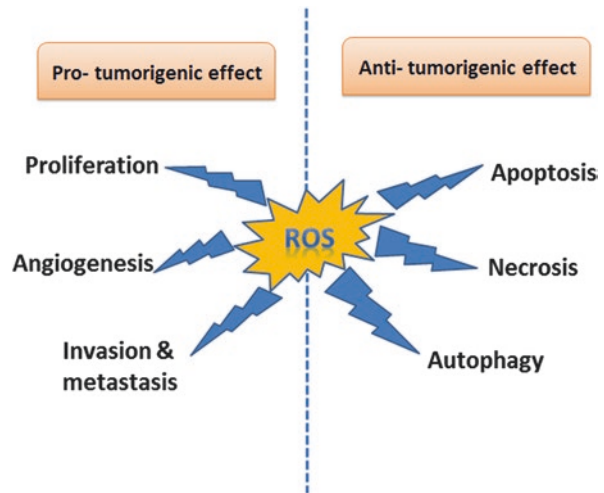 Pro- tumorigenic effect
Anti- tumorigenic effect
Proliferation
Apoptosis
ROS
Angiogenesis
Necrosis
Invasion &
metastasis
Autophagy